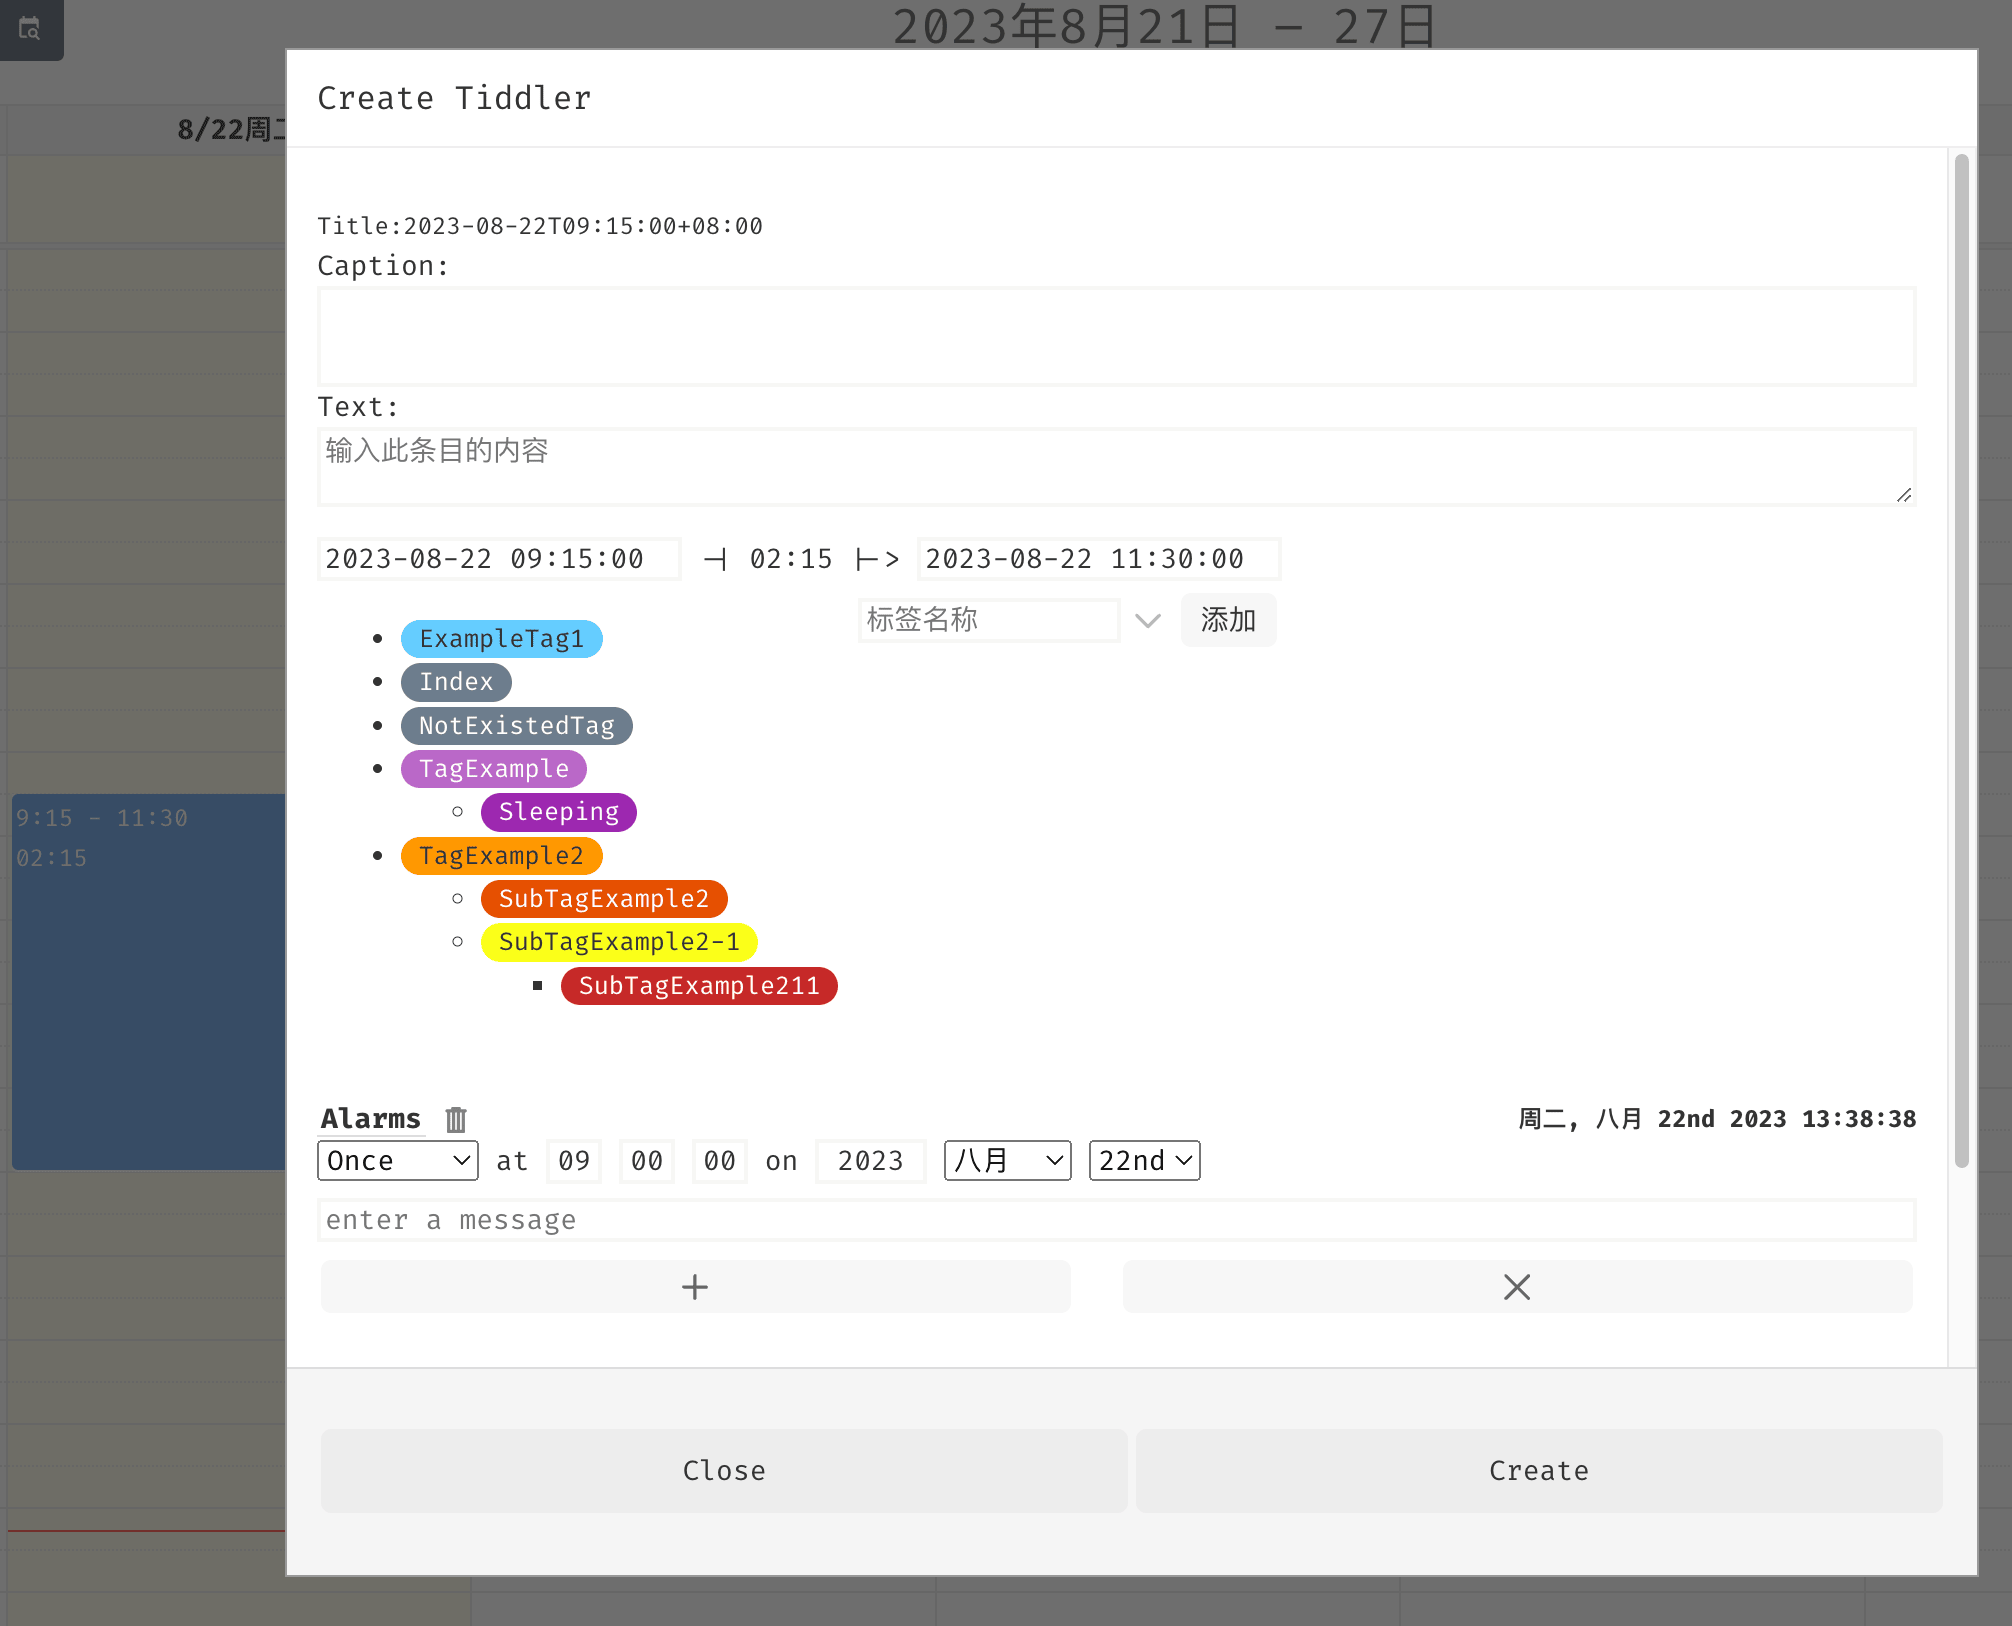 2023年8月21日 – 27日
Create Tiddler
8/22周二
Title:2023-08-22T09:15:00+08:00
Caption:
Text:
输入此条目的内容
2023-08-22 09:15:00 ⊣ 02:15 ⊢> 2023-08-22 11:30:00
标签名称 添加
ExampleTag1
Index
NotExistedTag
TagExample
Sleeping
TagExample2
SubTagExample2
SubTagExample2-1
SubTagExample211
9:15 - 11:30
02:15
Alarms 周二, 八月 22nd 2023 13:38:38
Once at 09 00 00 on 2023 八月 22nd
enter a message
Close Create